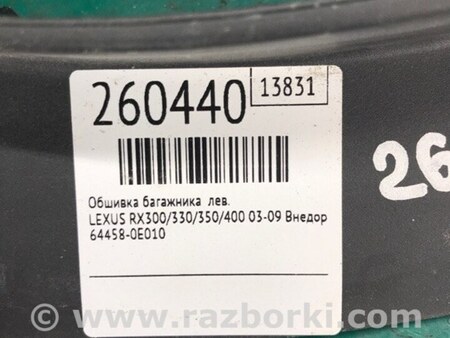 260440 13831
Обшивка багажника лев.
LEXUS RX300/330/350/400 03-09 Внедор
64458-0E010
26
© www.razborki.com